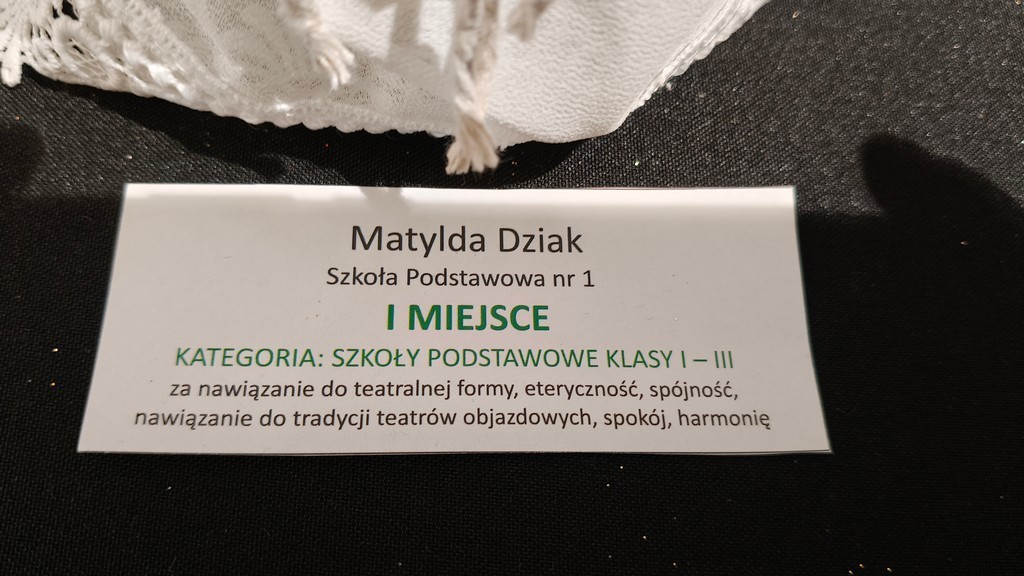 Matylda Dziak
Szkoła Podstawowa nr 1
I MIEJSCE
KATEGORIA: SZKOŁY PODSTAWOWE KLASY I – III
za nawiązanie do teatralnej formy, eteryczność, spójność,
nawiązanie do tradycji teatrów objazdowych, spokój, harmonię